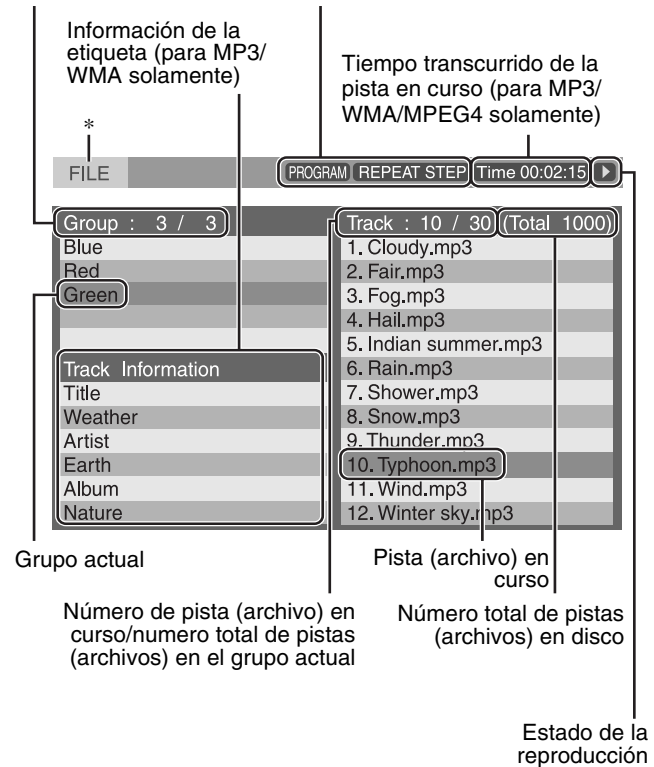 Información de la
etiqueta (para MP3/
WMA solamente)
Tiempo transcurrido de la
pista en curso (para MP3/
WMA/MPEG4 solamente)
*
FILE
PROGRAM REPEAT STEP Time 00:02:15
Group : 3 / 3
Blue
Red
Green
Track Information
Title
Weather
Artist
Earth
Album
Nature
Track : 10 / 30 (Total 1000)
1. Cloudy.mp3
2. Fair.mp3
3. Fog.mp3
4. Hail.mp3
5. Indian summer.mp3
6. Rain.mp3
7. Shower.mp3
8. Snow.mp3
9. Thunder.mp3
10. Typhoon.mp3
11. Wind.mp3
12. Winter sky.mp3
Grupo actual
Pista (archivo) en
curso
Número de pista (archivo) en
curso/numero total de pistas
(archivos) en el grupo actual
Número total de pistas
(archivos) en disco
Estado de la
reproducción